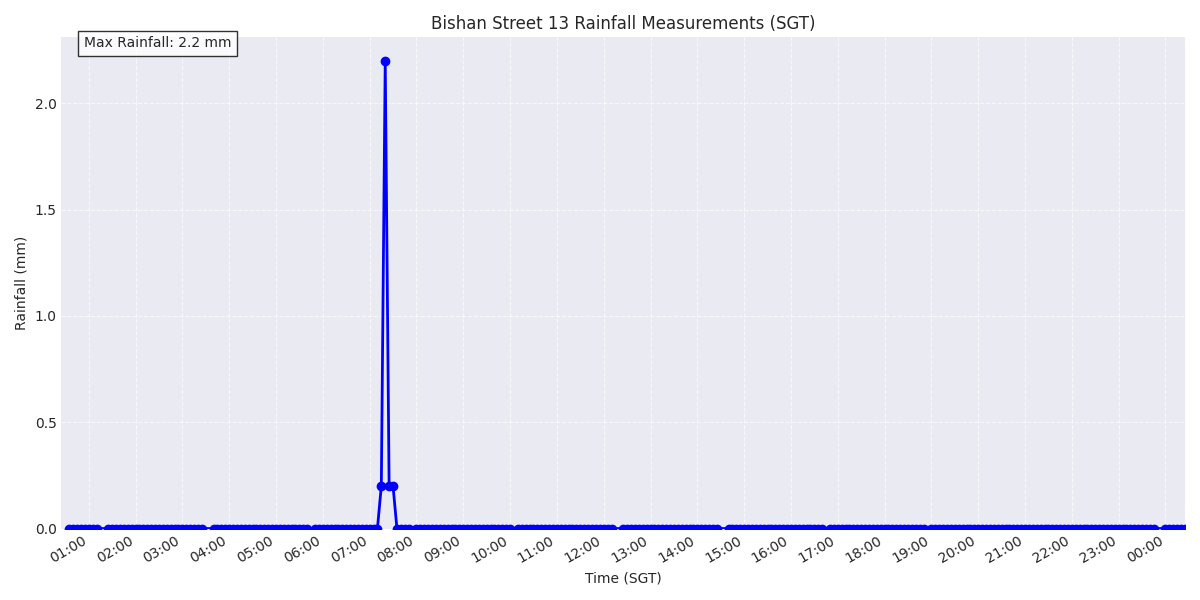 Bishan Street 13 Rainfall Measurements (SGT)
Max Rainfall: 2.2 mm
Rainfall (mm)
2.0
1.5
1.0
0.5
0.0
01:00 02:00 03:00 04:00 05:00 06:00 07:00 08:00 09:00 10:00 11:00 12:00 13:00 14:00 15:00 16:00 17:00 18:00 19:00 20:00 21:00 22:00 23:00 00:00
Time (SGT)